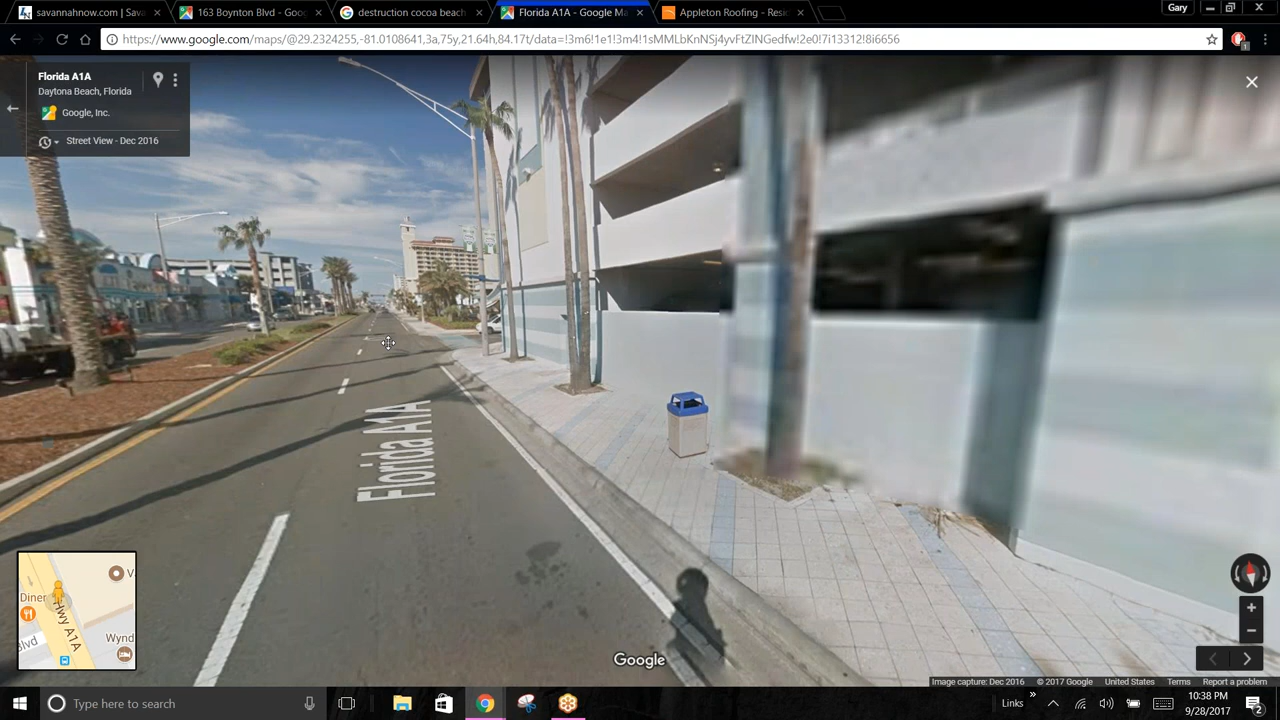 savannahnow.com | Sava
163 Boynton Blvd - Goo
destruction cocoa beach
Florida A1A - Google Ma
Appleton Roofing - Resi
Gary
https://www.google.com/maps/@29.2324255,-81.0108641,3a,75y,21.64h,84.17t/data=!3m6!1e1!3m4!1sMMLbKnNSj4yvFtZINGedfw!2e0!7i13312!8i6656
1
Florida A1A
Daytona Beach, Florida
Google, Inc.
Street View - Dec 2016
Florida A1A
Diner
Hwy A1A
lvd
V
Wynd
Google
Image capture: Dec 2016
© 2017 Google
United States
Terms
Report a problem
Type here to search
Links
10:38 PM
9/28/2017
2